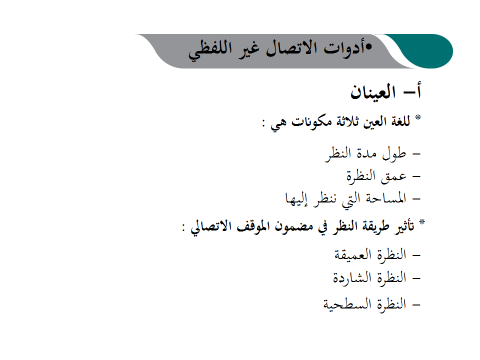 •أدوات الاتصال غير اللفظي
أ– العينان
* للغة العين ثلاثة مكونات هي :
– طول مدة النظر
– عمق النظرة
– المساحة التي ننظر إليها
* تأثير طريقة النظر في مضمون الموقف الاتصالي :
– النظرة العميقة
– النظرة الشاردة
– النظرة السطحية